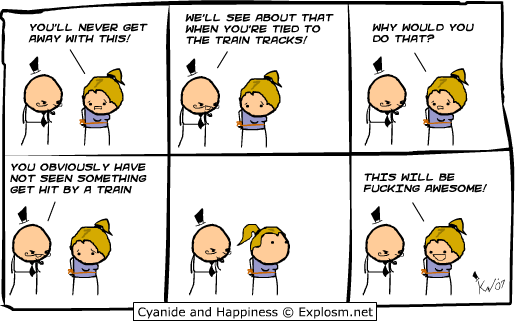 YOU'LL NEVER GET
AWAY WITH THIS!
WE'LL SEE ABOUT THAT
WHEN YOU'RE TIED TO
THE TRAIN TRACKS!
WHY WOULD YOU
DO THAT?
YOU OBVIOUSLY HAVE
NOT SEEN SOMETHING
GET HIT BY A TRAIN
THIS WILL BE
FUCKING AWESOME!
Cyanide and Happiness © Explosm.net